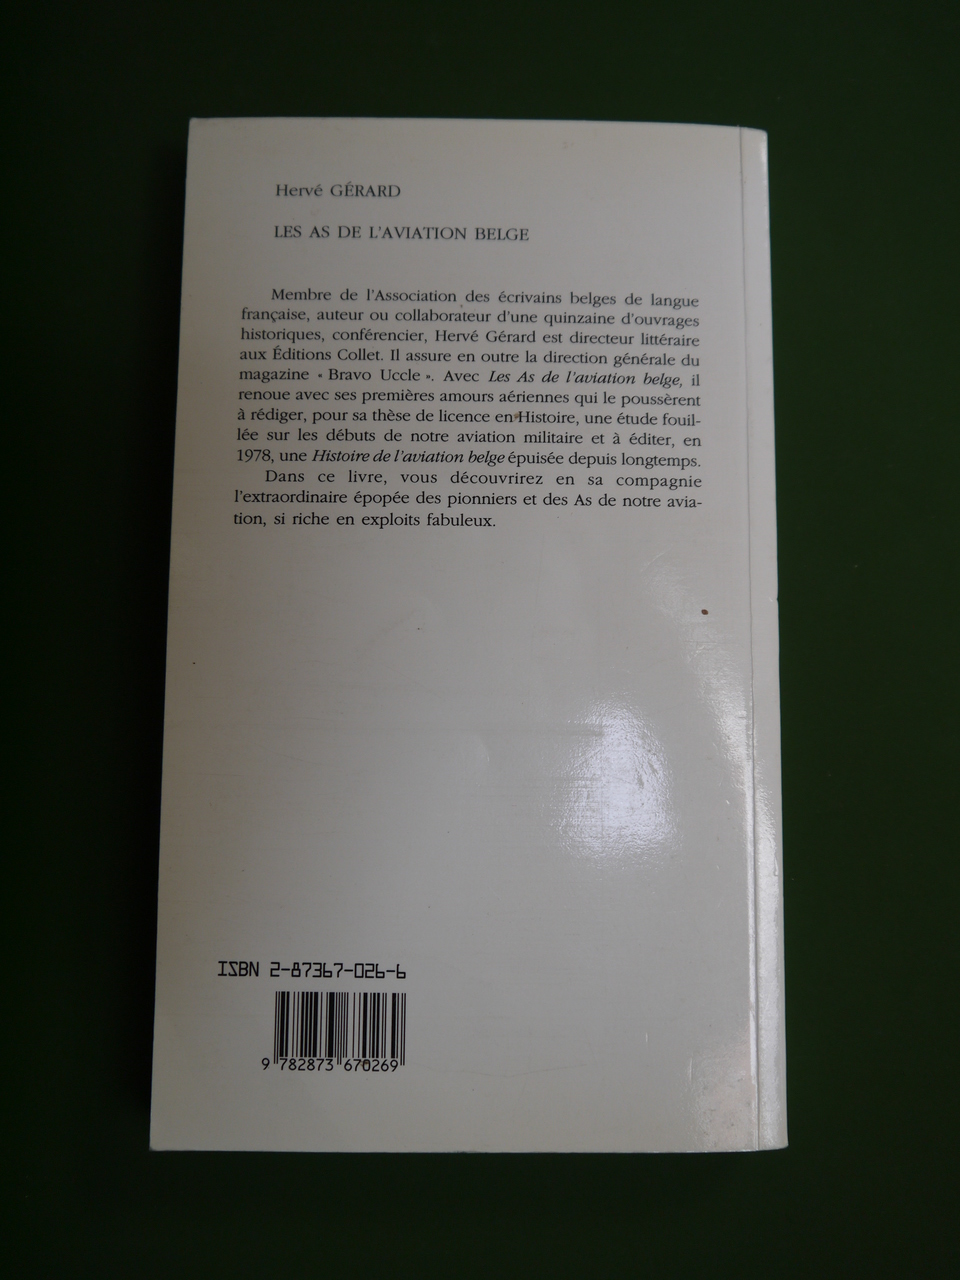 Hervé GÉRARD
LES AS DE L'AVIATION BELGE
Membre de l'Association des écrivains belges de langue
française, auteur ou collaborateur d'une quinzaine d'ouvrages
historiques, conférencier, Hervé Gérard est directeur littéraire
aux Éditions Collet. Il assure en outre la direction générale du
magazine « Bravo Uccle ». Avec Les As de l'aviation belge, il
renoue avec ses premières amours aériennes qui le poussèrent
à rédiger, pour sa thèse de licence en Histoire, une étude fouil-
lée sur les débuts de notre aviation militaire et à éditer, en
1978, une Histoire de l'aviation belge épuisée depuis longtemps.
Dans ce livre, vous découvrirez en sa compagnie
l'extraordinaire épopée des pionniers et des As de notre avia-
tion, si riche en exploits fabuleux.
ISBN 2-87367-026-6
9 782873 670269